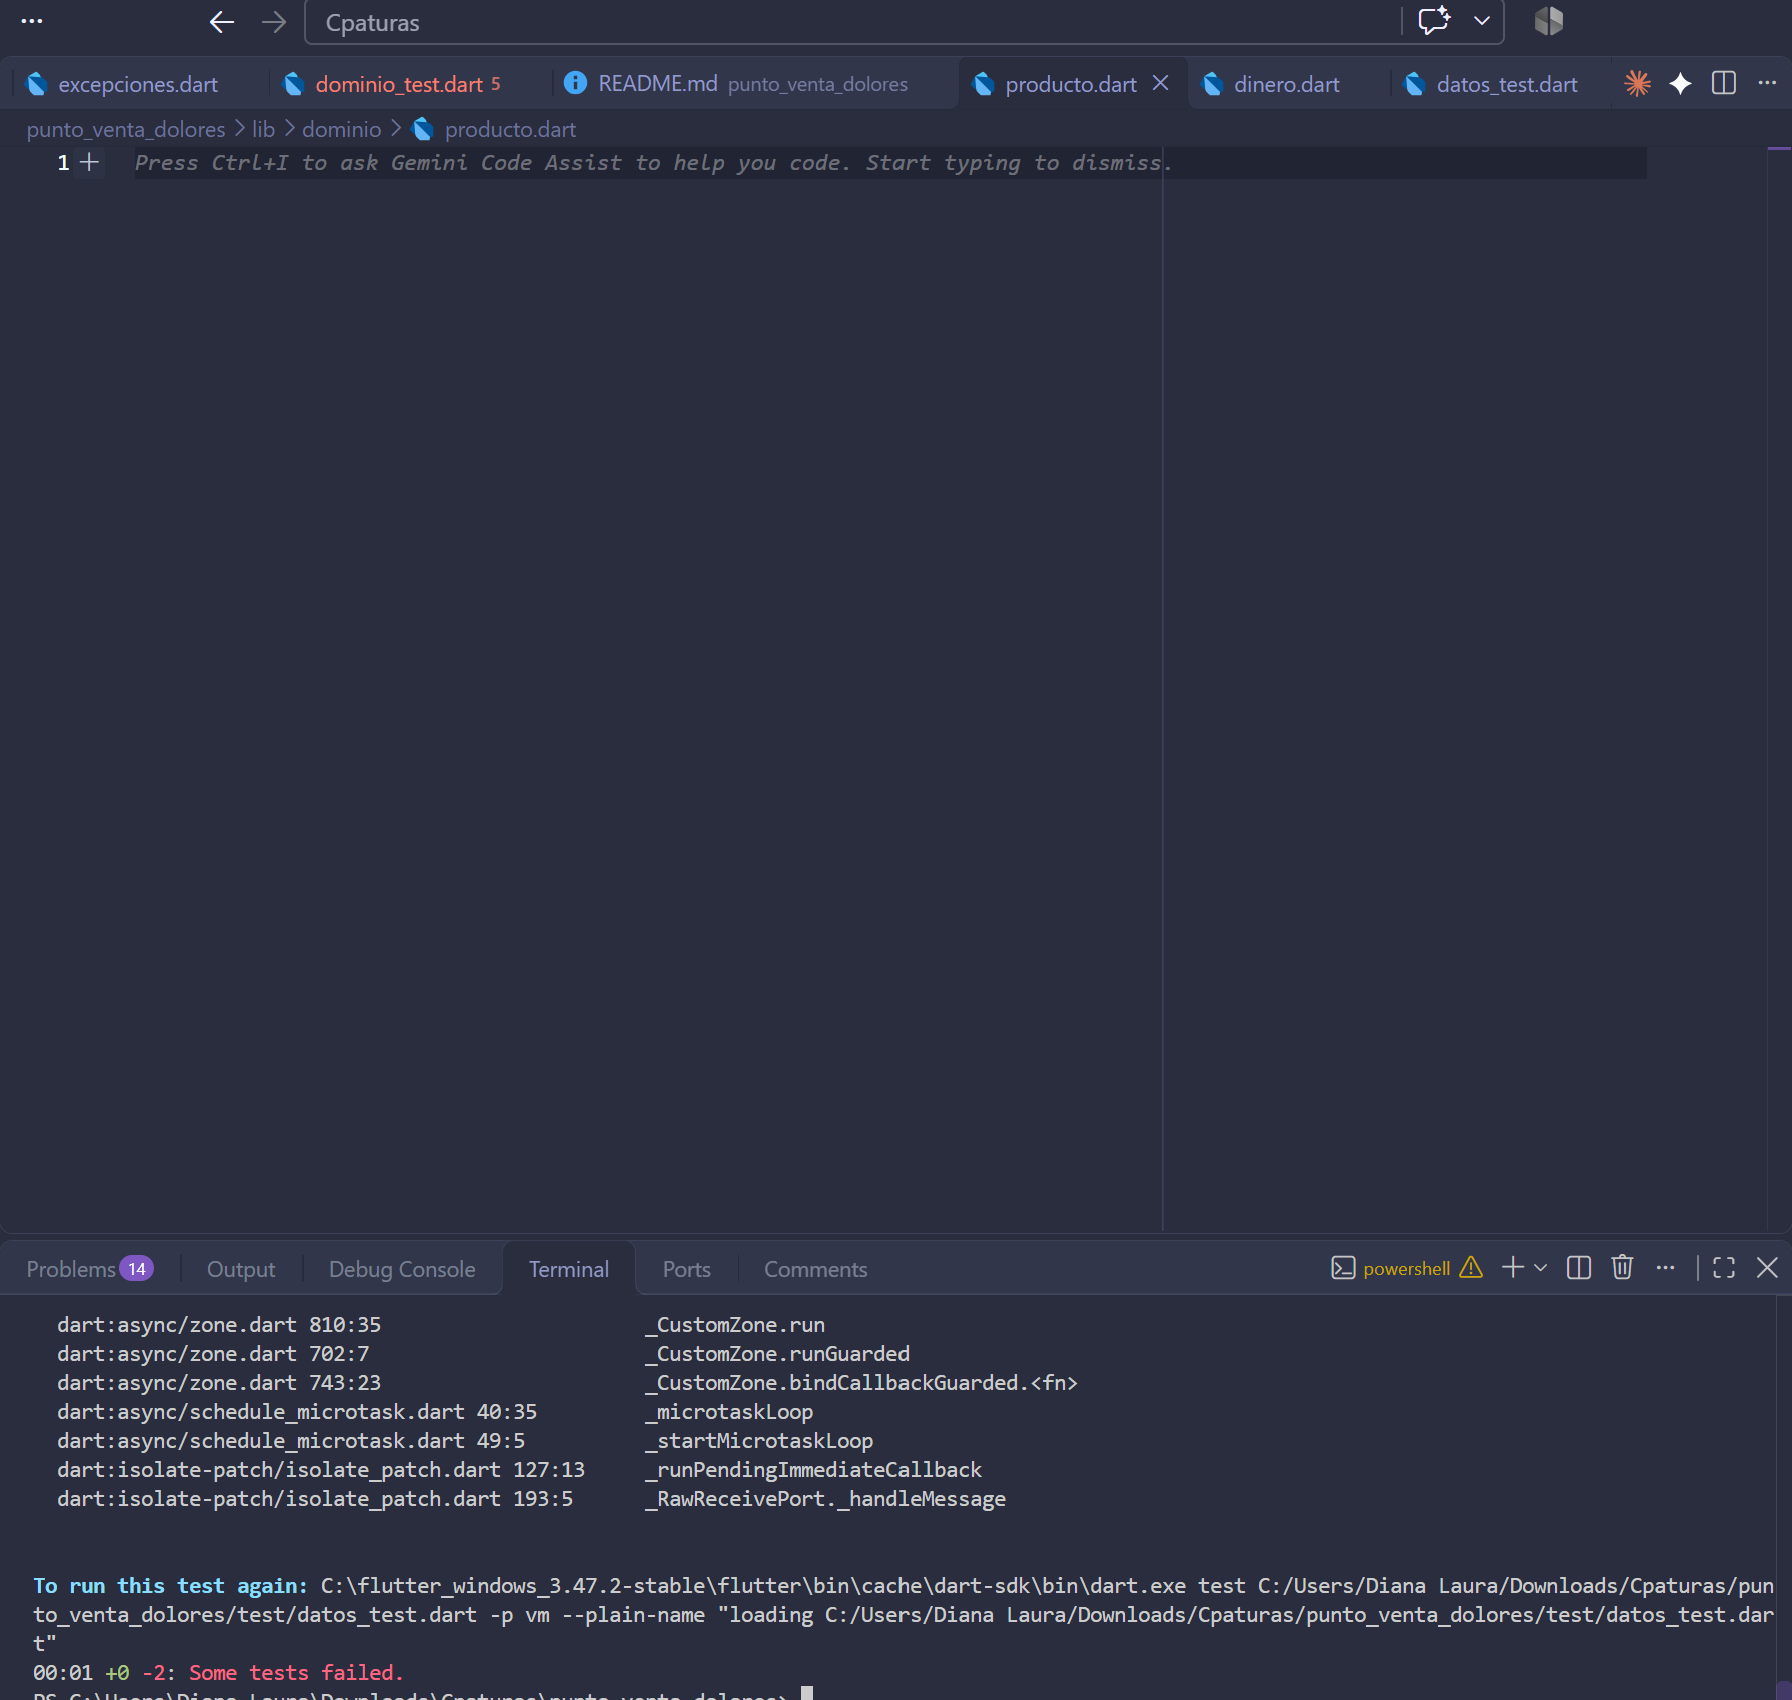 Cpaturas
excepciones.dart
dominio_test.dart 5
README.md punto_venta_dolores
producto.dart
dinero.dart
datos_test.dart
punto_venta_dolores > lib > dominio > producto.dart
1 Press Ctrl+I to ask Gemini Code Assist to help you code. Start typing to dismiss.
Problems 14 Output Debug Console Terminal Ports Comments powershell
dart:async/zone.dart 810:35 _CustomZone.run
dart:async/zone.dart 702:7 _CustomZone.runGuarded
dart:async/zone.dart 743:23 _CustomZone.bindCallbackGuarded.<fn>
dart:async/schedule_microtask.dart 40:35 _microtaskLoop
dart:async/schedule_microtask.dart 49:5 _startMicrotaskLoop
dart:isolate-patch/isolate_patch.dart 127:13 _runPendingImmediateCallback
dart:isolate-patch/isolate_patch.dart 193:5 _RawReceivePort._handleMessage
To run this test again: C:\flutter_windows_3.47.2-stable\flutter\bin\cache\dart-sdk\bin\dart.exe test C:/Users/Diana Laura/Downloads/Cpaturas/pun
to_venta_dolores/test/datos_test.dart -p vm --plain-name "loading C:/Users/Diana Laura/Downloads/Cpaturas/punto_venta_dolores/test/datos_test.dar
t"
00:01 +0 -2: Some tests failed.
PS C:\Users\Diana Laura\Downloads\Cpaturas\punto_venta_dolores>